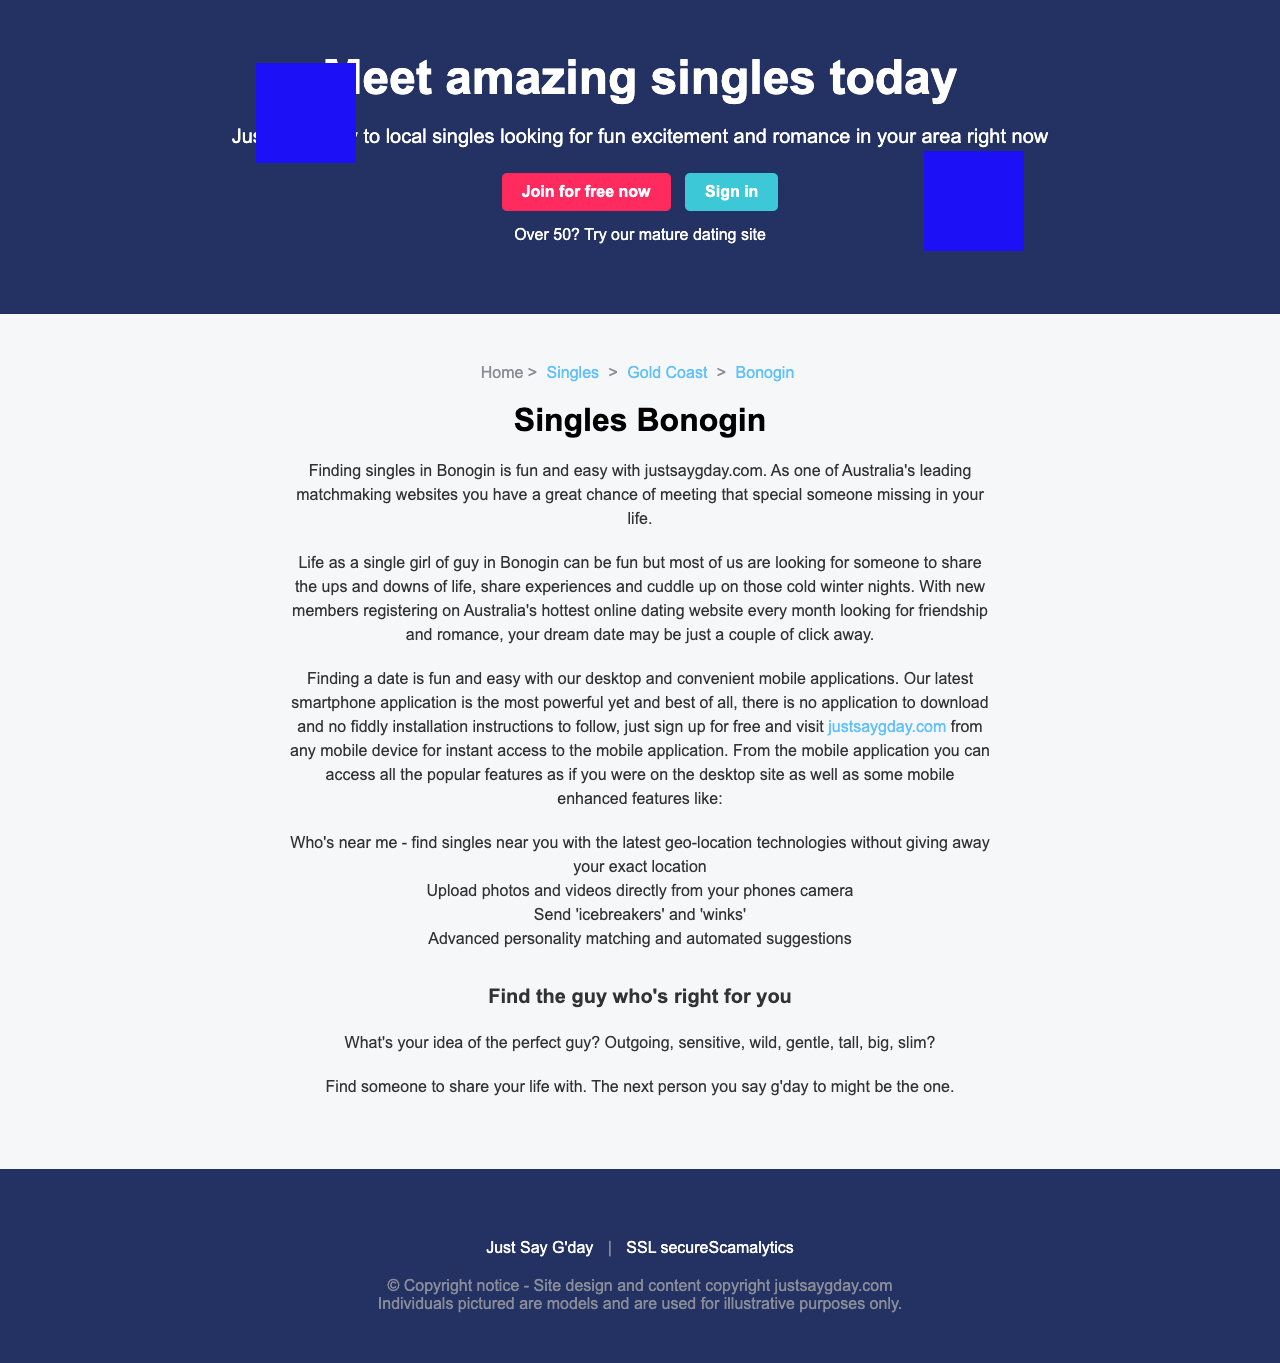 Meet amazing singles today
to local singles looking for fun excitement and romance in your area right now
Join for free now Sign in
Over 50? Try our mature dating site
Home > Singles > Gold Coast > Bonogin
Singles Bonogin
Finding singles in Bonogin is fun and easy with justsaygday.com. As one of Australia's leading
matchmaking websites you have a great chance of meeting that special someone missing in your
life.
Life as a single girl of guy in Bonogin can be fun but most of us are looking for someone to share
the ups and downs of life, share experiences and cuddle up on those cold winter nights. With new
members registering on Australia's hottest online dating website every month looking for friendship
and romance, your dream date may be just a couple of click away.
Finding a date is fun and easy with our desktop and convenient mobile applications. Our latest
smartphone application is the most powerful yet and best of all, there is no application to download
and no fiddly installation instructions to follow, just sign up for free and visit justsaygday.com from
any mobile device for instant access to the mobile application. From the mobile application you can
access all the popular features as if you were on the desktop site as well as some mobile
enhanced features like:
Who's near me - find singles near you with the latest geo-location technologies without giving away
your exact location
Upload photos and videos directly from your phones camera
Send 'icebreakers' and 'winks'
Advanced personality matching and automated suggestions
Find the guy who's right for you
What's your idea of the perfect guy? Outgoing, sensitive, wild, gentle, tall, big, slim?
Find someone to share your life with. The next person you say g'day to might be the one.
Just Say G'day | SSL secureScamalytics
© Copyright notice - Site design and content copyright justsaygday.com
Individuals pictured are models and are used for illustrative purposes only.